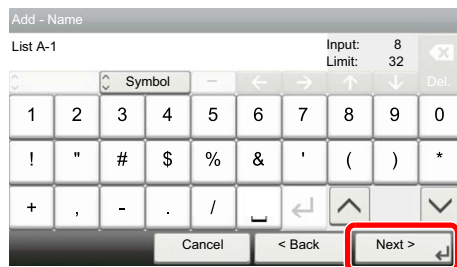 Add - Name
List A-1 Input: 8
Limit: 32
Symbol Del.
1 2 3 4 5 6 7 8 9 0
! " # $ % & ' ( ) *
+ , - . / _
Cancel < Back Next >